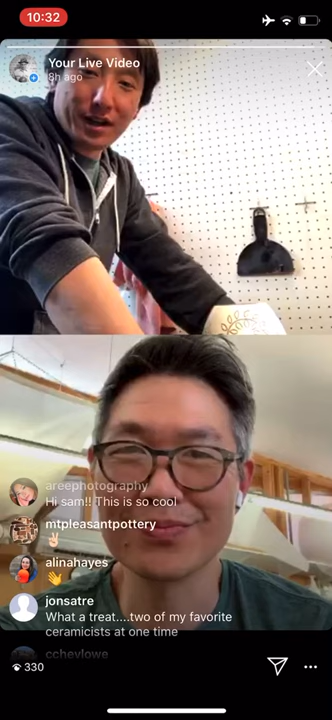 10:32
Your Live Video
8h ago
areephotography
Hi sam!! This is so cool
mtpleasantpottery
✌🏻
alinahayes
👋
jonsatre
What a treat....two of my favorite
ceramicists at one time
cchevlowe
330